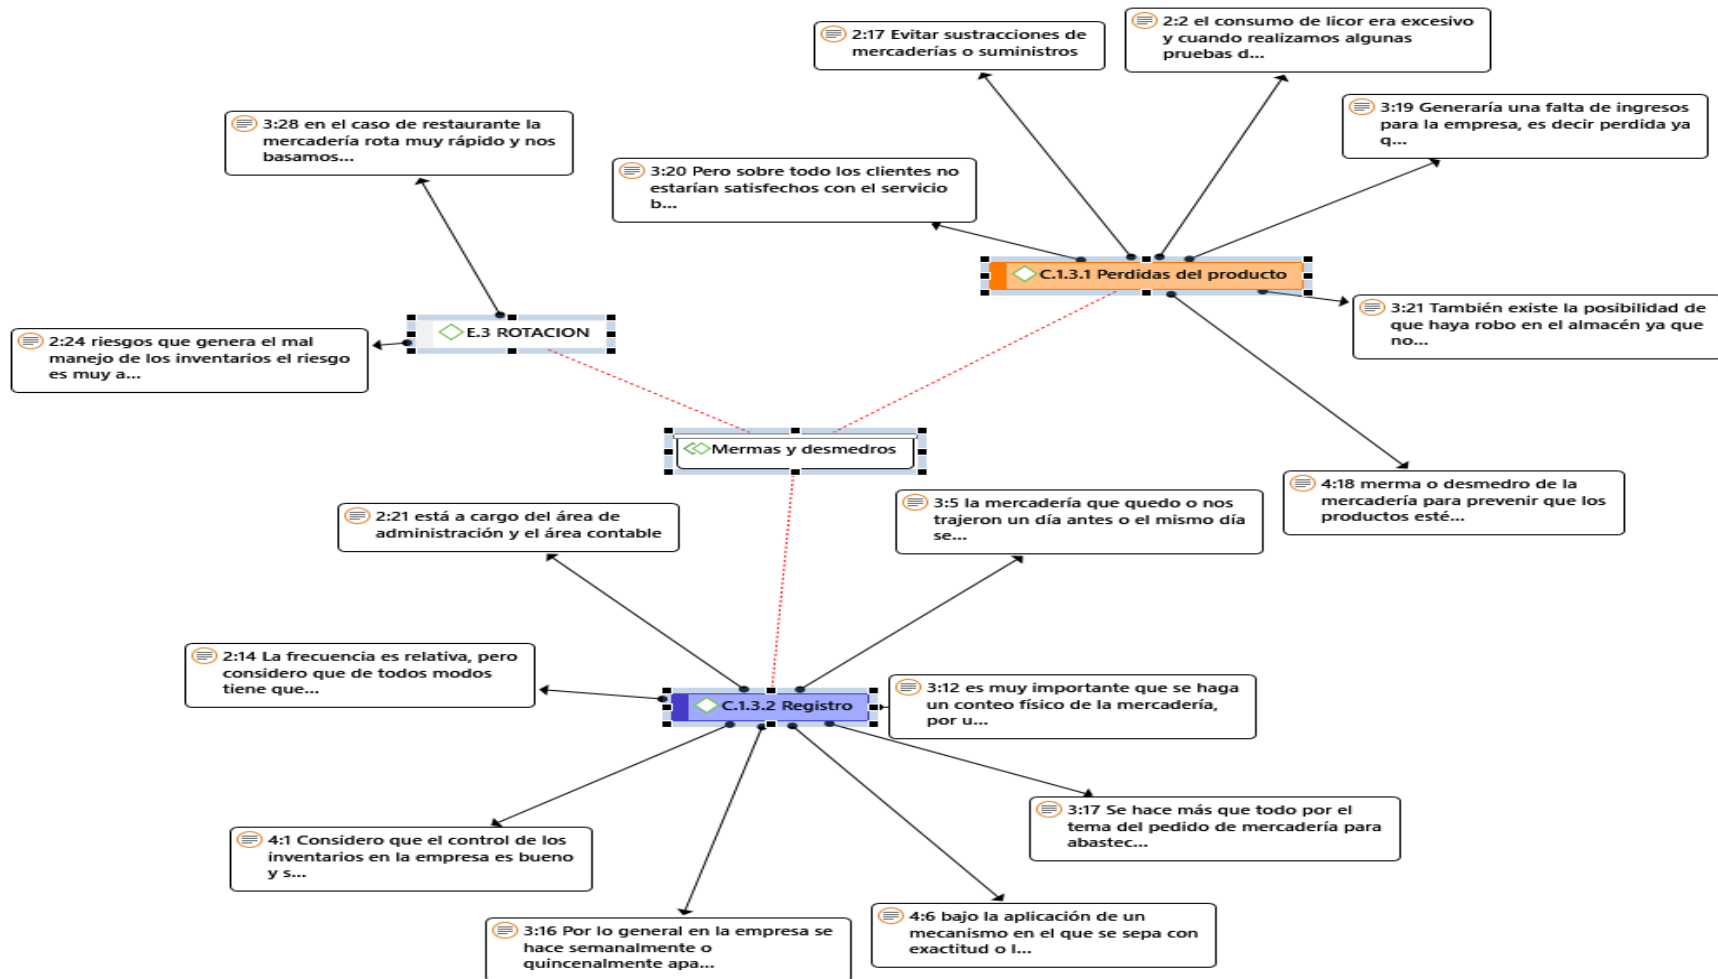 2:17 Evitar sustracciones de
mercaderías o suministros
2:2 el consumo de licor era excesivo
y cuando realizamos algunas
pruebas d...
3:28 en el caso de restaurante la
mercadería rota muy rápido y nos
basamos...
3:19 Generaría una falta de ingresos
para la empresa, es decir perdida ya
q...
3:20 Pero sobre todo los clientes no
estarían satisfechos con el servicio
b...
C.1.3.1 Perdidas del producto
3:21 También existe la posibilidad de
que haya robo en el almacén ya que
no...
E.3 ROTACION
2:24 riesgos que genera el mal
manejo de los inventarios el riesgo
es muy a...
Mermas y desmedros
4:18 merma o desmedro de la
mercadería para prevenir que los
productos esté...
2:21 está a cargo del área de
administración y el área contable
3:5 la mercadería que quedo o nos
trajeron un día antes o el mismo día
se...
2:14 La frecuencia es relativa, pero
considero que de todos modos
tiene que...
C.1.3.2 Registro
3:12 es muy importante que se haga
un conteo físico de la mercadería,
por u...
3:17 Se hace más que todo por el
tema del pedido de mercadería para
abastec...
4:1 Considero que el control de los
inventarios en la empresa es bueno
y s...
3:16 Por lo general en la empresa se
hace semanalmente o
quincenalmente apa...
4:6 bajo la aplicación de un
mecanismo en el que se sepa con
exactitud o l...